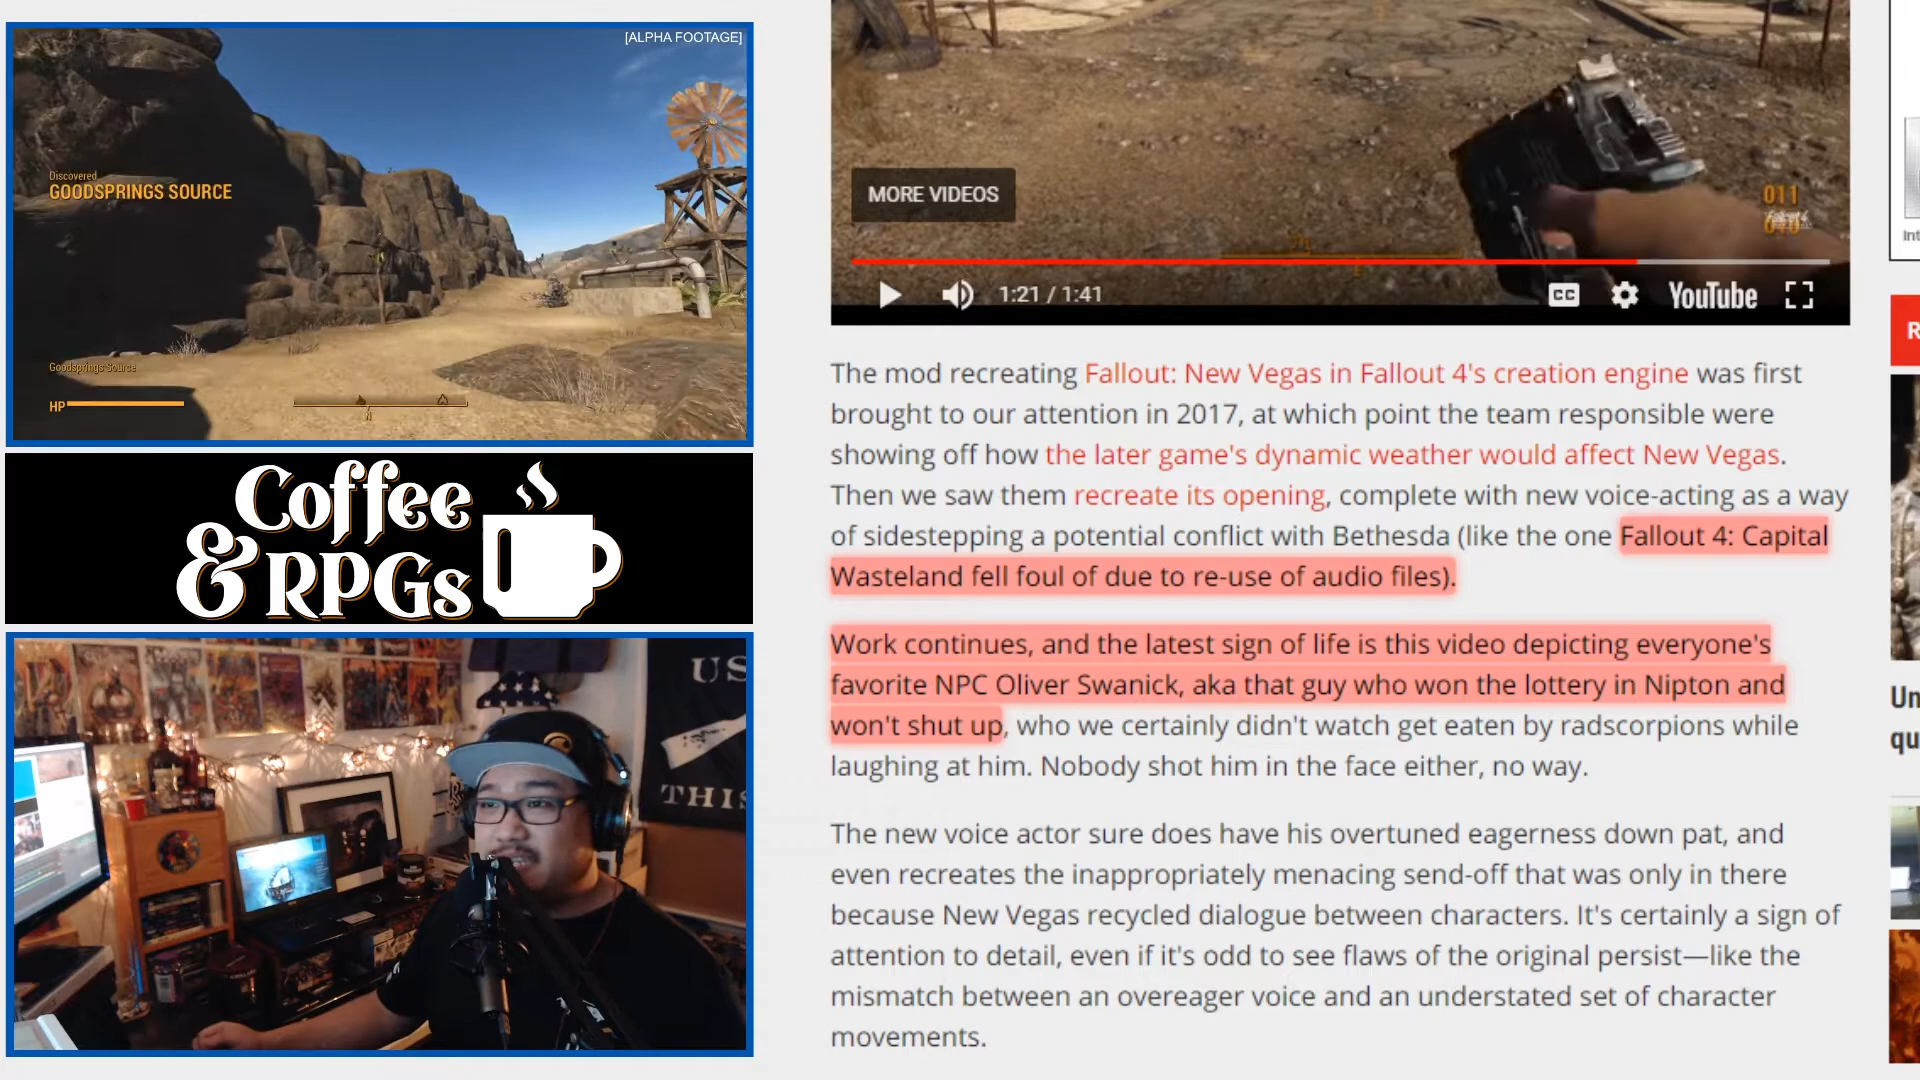 [ALPHA FOOTAGE]
Discovered
GOODSPRINGS SOURCE
Goodsprings Source
HP
Coffee
& RPGs
US
THIS
MORE VIDEOS
011
1:21 / 1:41
CC
YouTube
The mod recreating Fallout: New Vegas in Fallout 4's creation engine was first
brought to our attention in 2017, at which point the team responsible were
showing off how the later game's dynamic weather would affect New Vegas.
Then we saw them recreate its opening, complete with new voice-acting as a way
of sidestepping a potential conflict with Bethesda (like the one Fallout 4: Capital
Wasteland fell foul of due to re-use of audio files).
Work continues, and the latest sign of life is this video depicting everyone's
favorite NPC Oliver Swanick, aka that guy who won the lottery in Nipton and
won't shut up, who we certainly didn't watch get eaten by radscorpions while
laughing at him. Nobody shot him in the face either, no way.
The new voice actor sure does have his overtuned eagerness down pat, and
even recreates the inappropriately menacing send-off that was only in there
because New Vegas recycled dialogue between characters. It's certainly a sign of
attention to detail, even if it's odd to see flaws of the original persist—like the
mismatch between an overeager voice and an understated set of character
movements.
Int
R
Un
qu